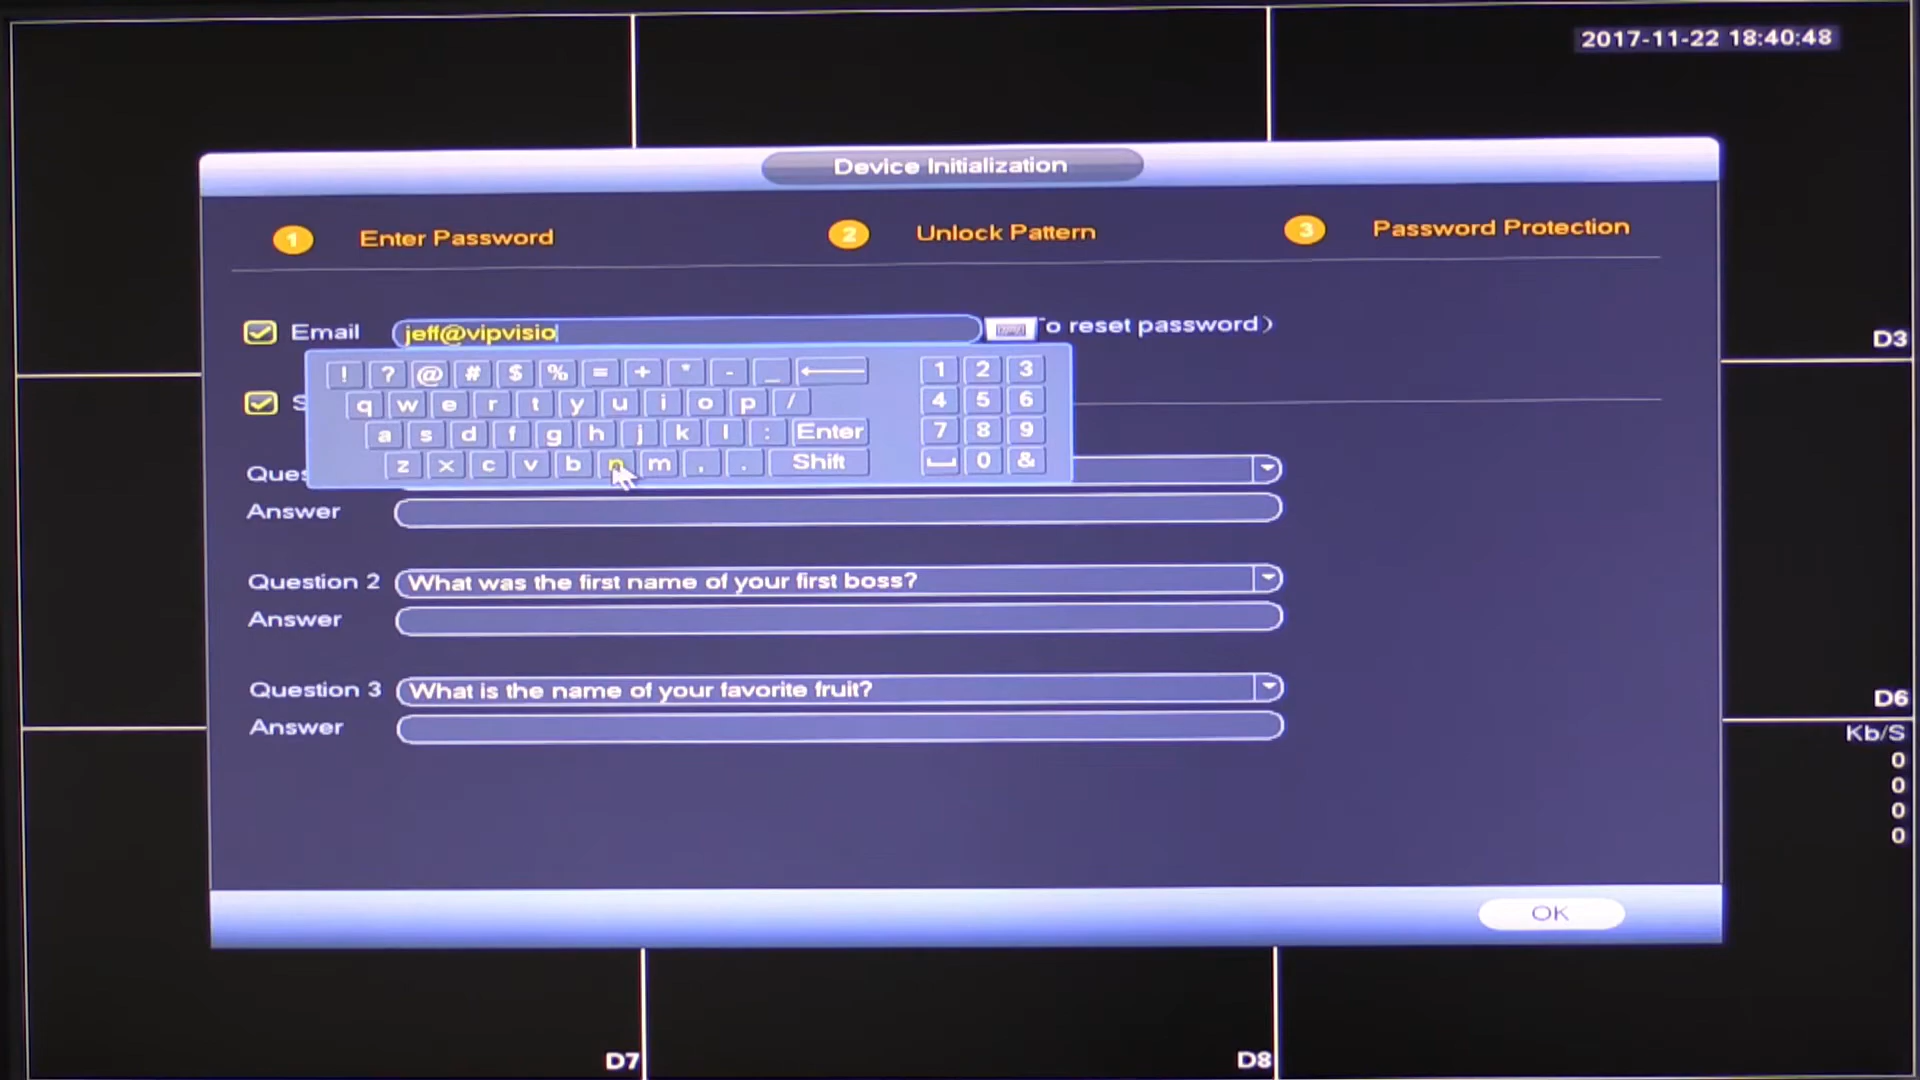 2017-11-22 18:40:48
Device Initialization
1 Enter Password 2 Unlock Pattern 3 Password Protection
Email jeff@vipvisio o reset password)
D3
! ? @ # $ % = + * - _ 1 2 3
S q w e r t y u i o p / 4 5 6
a s d f g h j k l : Enter 7 8 9
z x c v b n m , . Shift 0 &
Ques
Answer
Question 2 What was the first name of your first boss?
Answer
Question 3 What is the name of your favorite fruit?
D6
Answer
Kb/S
0
0
0
0
OK
D7 D8